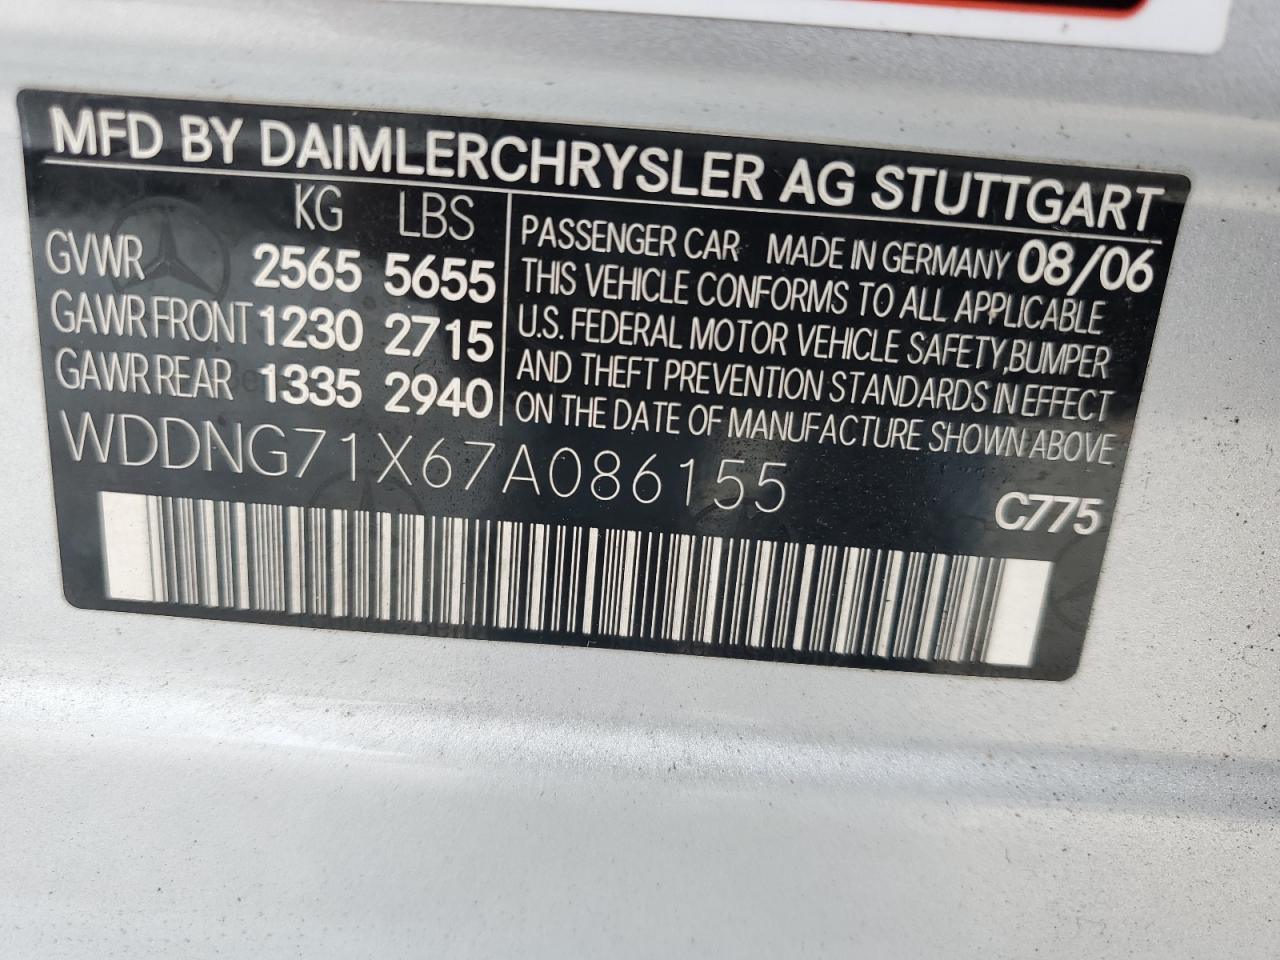 MFD BY DAIMLERCHRYSLER AG STUTTGART
KG LBS
GVWR 2565 5655
GAWR FRONT 1230 2715
GAWR REAR 1335 2940
PASSENGER CAR MADE IN GERMANY 08/06
THIS VEHICLE CONFORMS TO ALL APPLICABLE
U.S. FEDERAL MOTOR VEHICLE SAFETY,BUMPER
AND THEFT PREVENTION STANDARDS IN EFFECT
ON THE DATE OF MANUFACTURE SHOWN ABOVE
WDDNG71X67A086155
C775